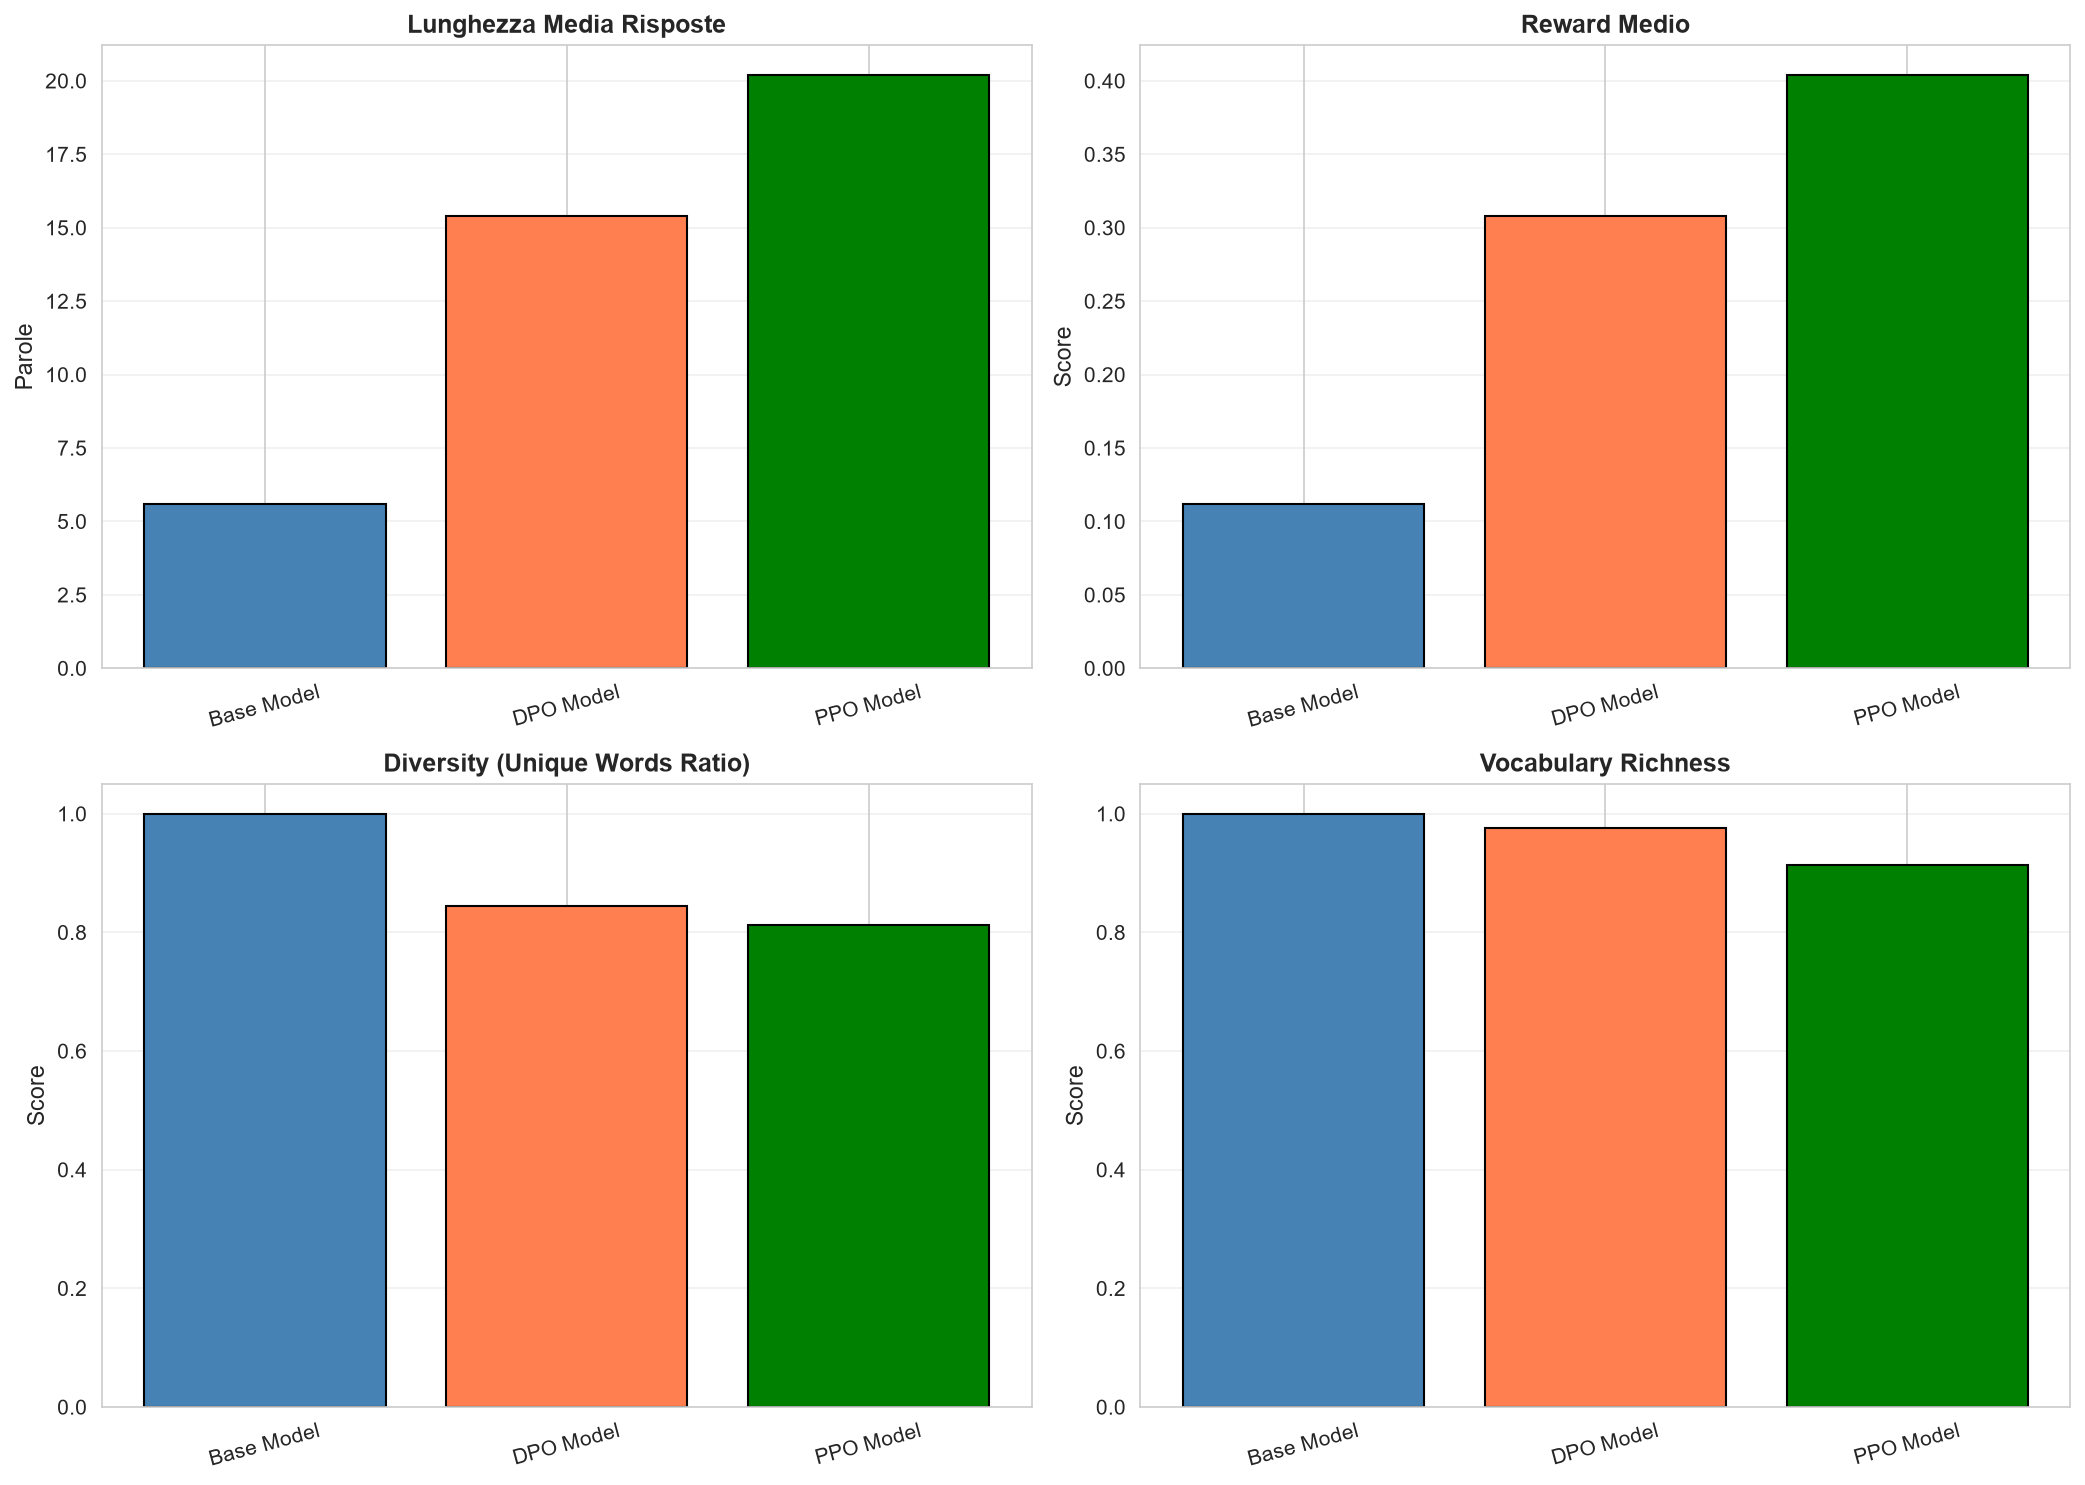 Lunghezza Media Risposte
Parole
20.0
17.5
15.0
12.5
10.0
7.5
5.0
2.5
0.0
Base Model
DPO Model
PPO Model
Reward Medio
Score
0.40
0.35
0.30
0.25
0.20
0.15
0.10
0.05
0.00
Base Model
DPO Model
PPO Model
Diversity (Unique Words Ratio)
Score
1.0
0.8
0.6
0.4
0.2
0.0
Base Model
DPO Model
PPO Model
Vocabulary Richness
Score
1.0
0.8
0.6
0.4
0.2
0.0
Base Model
DPO Model
PPO Model